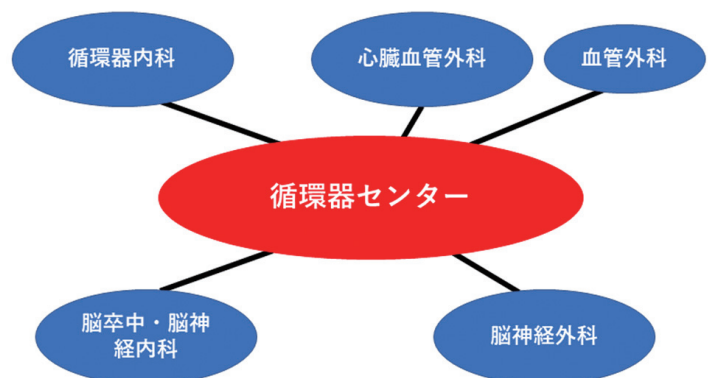 循環器内科
心臓血管外科
血管外科
循環器センター
脳卒中・脳神
経内科
脳神経外科